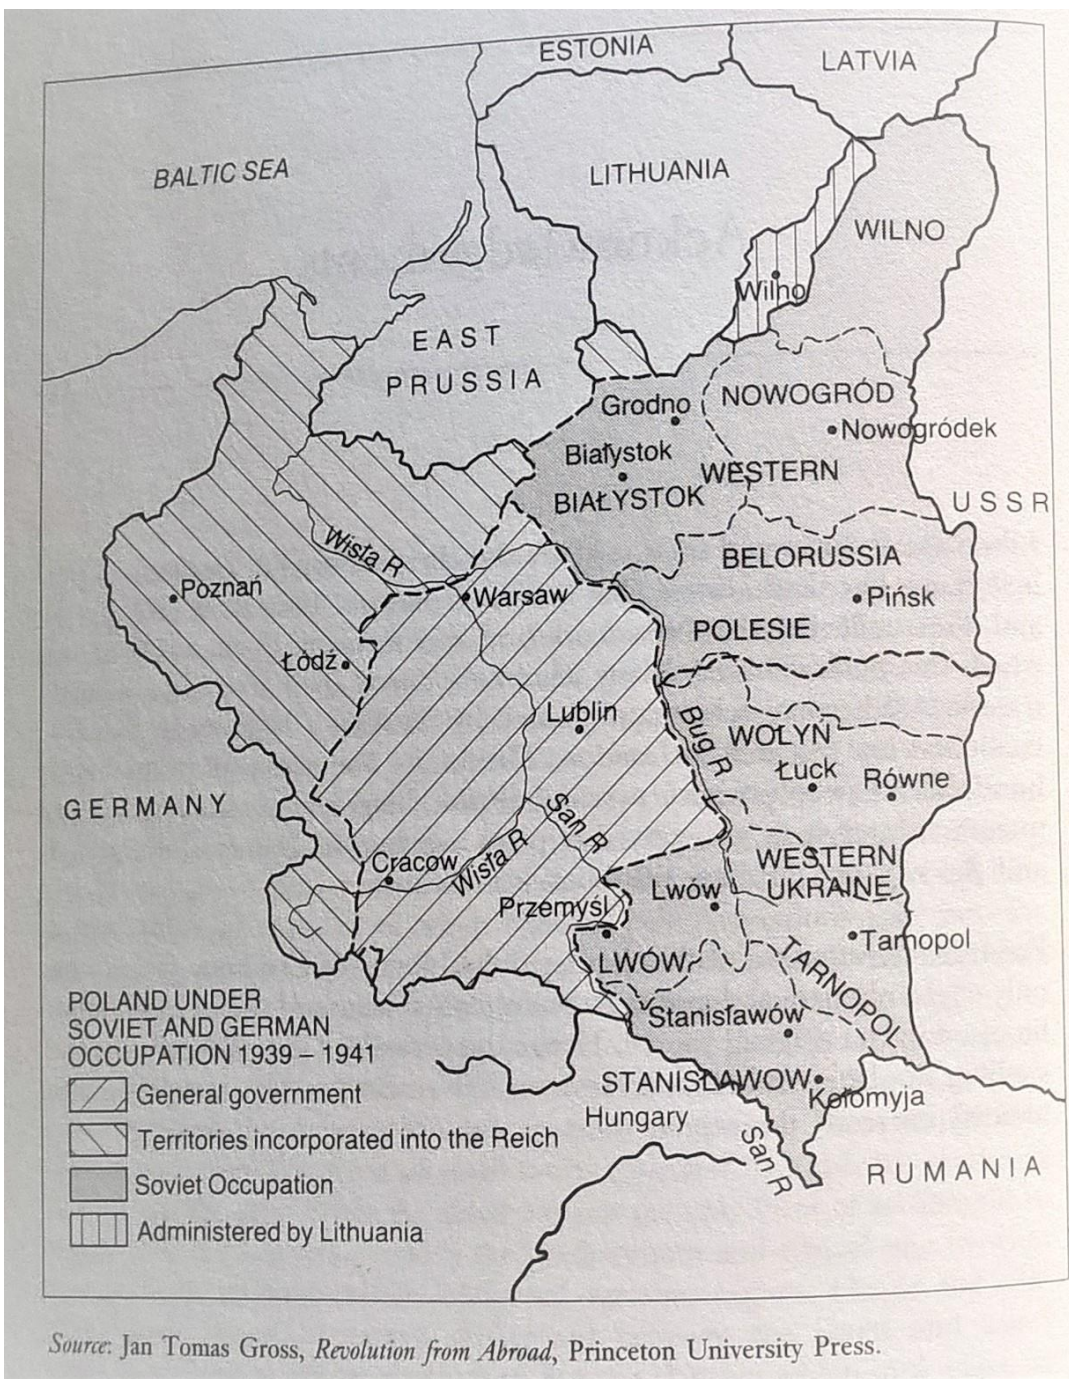 ESTONIA
LATVIA
BALTIC SEA
LITHUANIA
WILNO
Wilno
EAST
PRUSSIA
Grodno
NOWOGRÓD
Nowogródek
Białystok
WESTERN
BIAŁYSTOK
USSR
Wisła R
BELORUSSIA
Poznań
Warsaw
Pińsk
POLESIE
Łódź
Lublin
Bug R
WOŁYN
Łuck
Równe
GERMANY
San R
Cracow
Wisła R
WESTERN
UKRAINE
Lwów
Przemyśl
Tarnopol
LWÓW
TARNOPOL
Stanisławów
STANISŁAWOW
Kołomyja
Hungary
San R
RUMANIA
POLAND UNDER
SOVIET AND GERMAN
OCCUPATION 1939 – 1941
General government
Territories incorporated into the Reich
Soviet Occupation
Administered by Lithuania
Source: Jan Tomas Gross, Revolution from Abroad, Princeton University Press.